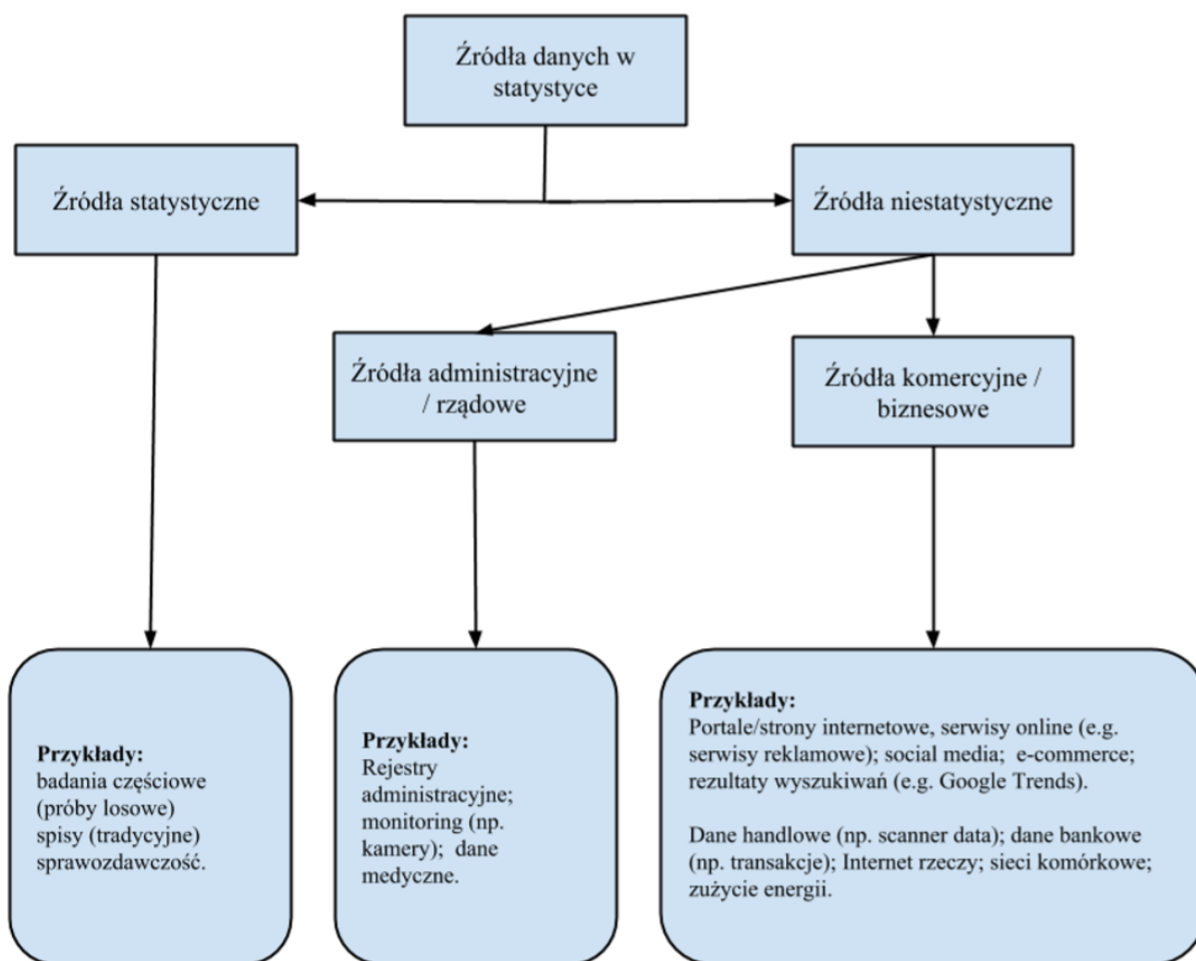 Źródła danych w
statystyce
Źródła statystyczne
Źródła niestatystyczne
Źródła administracyjne
/ rządowe
Źródła komercyjne /
biznesowe
Przykłady:
badania częściowe
(próby losowe)
spisy (tradycyjne)
sprawozdawczość.
Przykłady:
Rejestry
administracyjne;
monitoring (np.
kamery); dane
medyczne.
Przykłady:
Portale/strony internetowe, serwisy online (e.g.
serwisy reklamowe); social media; e-commerce;
rezultaty wyszukiwań (e.g. Google Trends).
Dane handlowe (np. scanner data); dane bankowe
(np. transakcje); Internet rzeczy; sieci komórkowe;
zużycie energii.